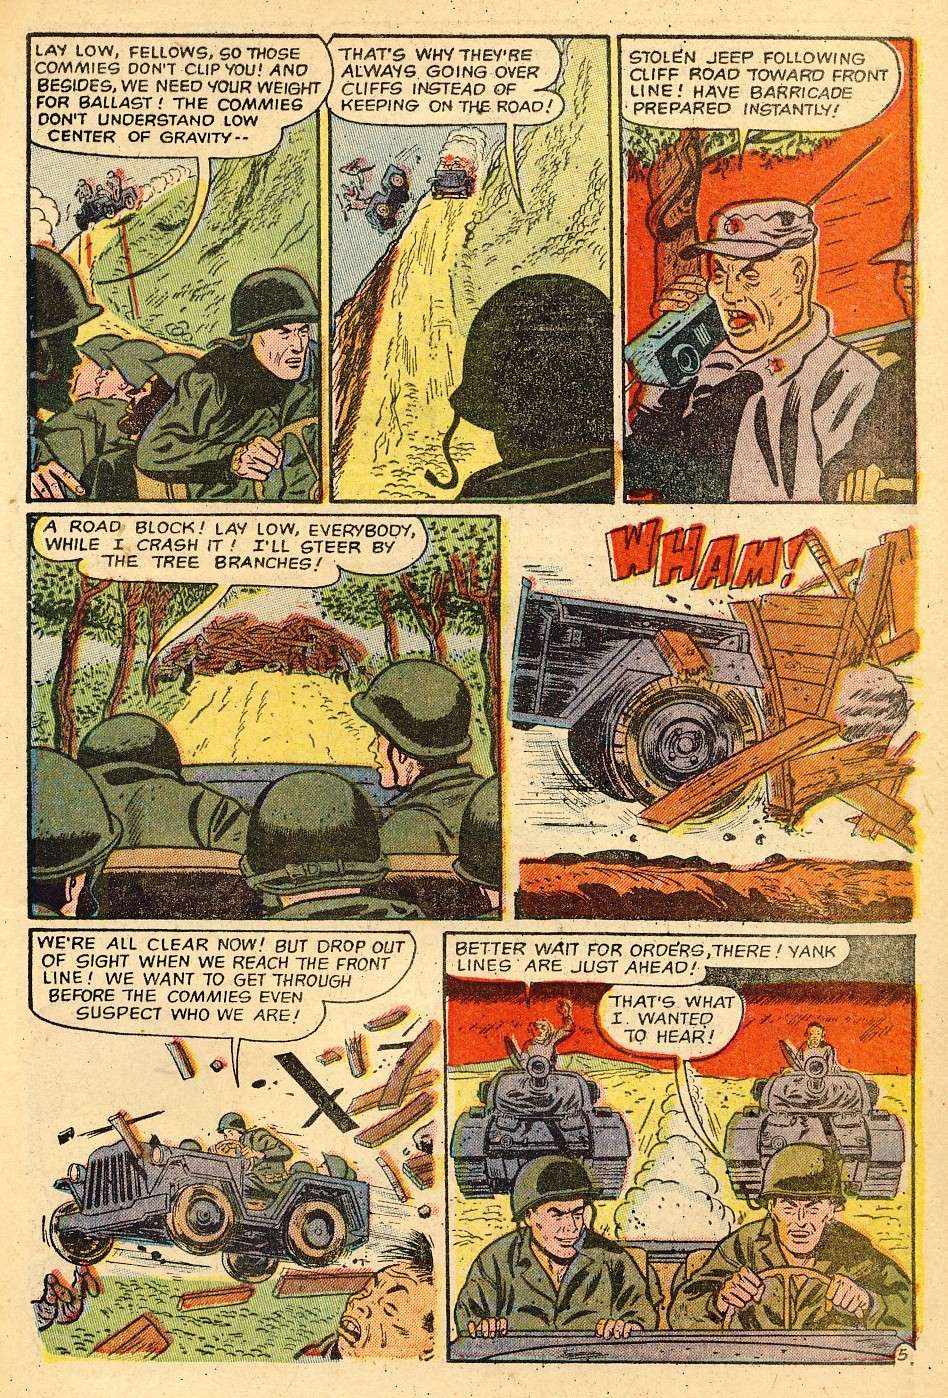 LAY LOW, FELLOWS, SO THOSE
COMMIES DON'T CLIP YOU! AND
BESIDES, WE NEED YOUR WEIGHT
FOR BALLAST! THE COMMIES
DON'T UNDERSTAND LOW
CENTER OF GRAVITY--
THAT'S WHY THEY'RE
ALWAYS GOING OVER
CLIFFS INSTEAD OF
KEEPING ON THE ROAD!
STOLEN JEEP FOLLOWING
CLIFF ROAD TOWARD FRONT
LINE! HAVE BARRICADE
PREPARED INSTANTLY!
A ROAD BLOCK! LAY LOW, EVERYBODY,
WHILE I CRASH IT! I'LL STEER BY
THE TREE BRANCHES!
WHAM!
WE'RE ALL CLEAR NOW! BUT DROP OUT
OF SIGHT WHEN WE REACH THE FRONT
LINE! WE WANT TO GET THROUGH
BEFORE THE COMMIES EVEN
SUSPECT WHO WE ARE!
BETTER WAIT FOR ORDERS, THERE! YANK
LINES ARE JUST AHEAD!
THAT'S WHAT
I WANTED
TO HEAR!
5